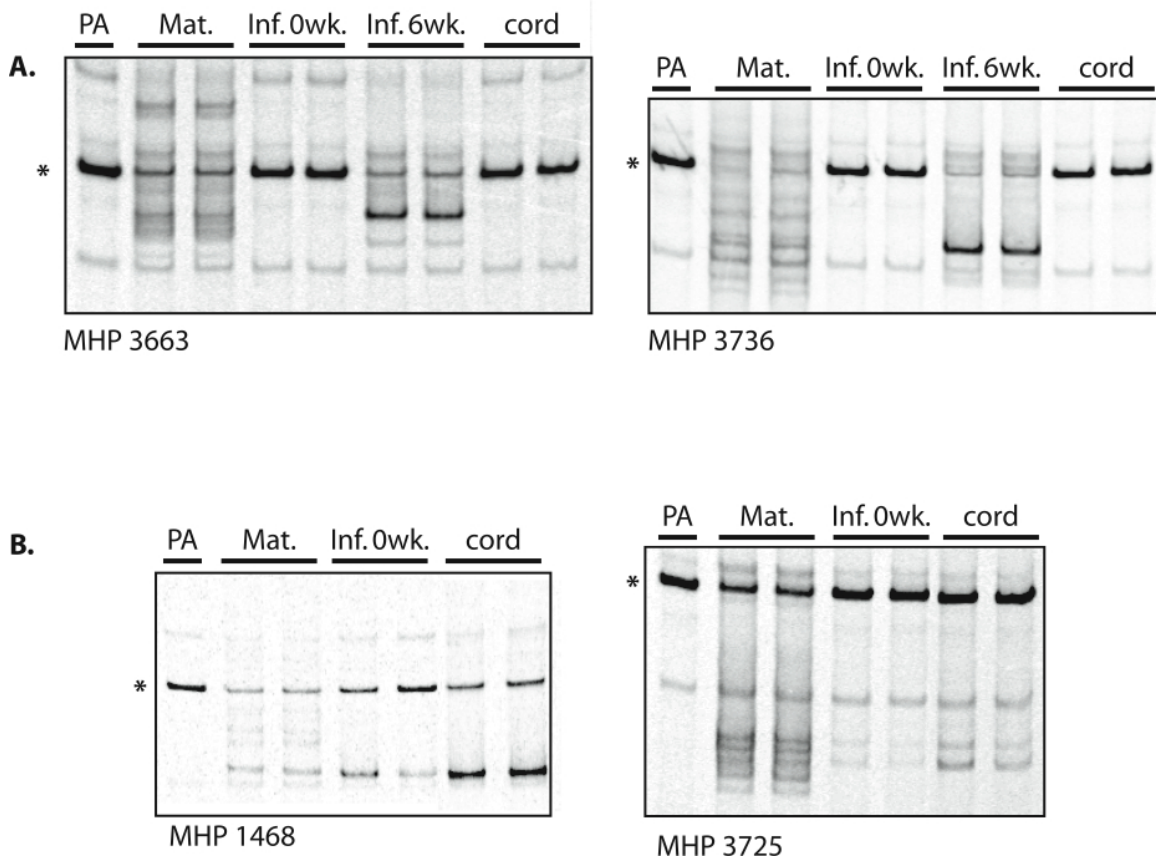 PA Mat. Inf. 0wk. Inf. 6wk. cord
A.
*
MHP 3663
PA Mat. Inf. 0wk. Inf. 6wk. cord
*
MHP 3736
B.
PA Mat. Inf. 0wk. cord
*
MHP 1468
PA Mat. Inf. 0wk. cord
*
MHP 3725